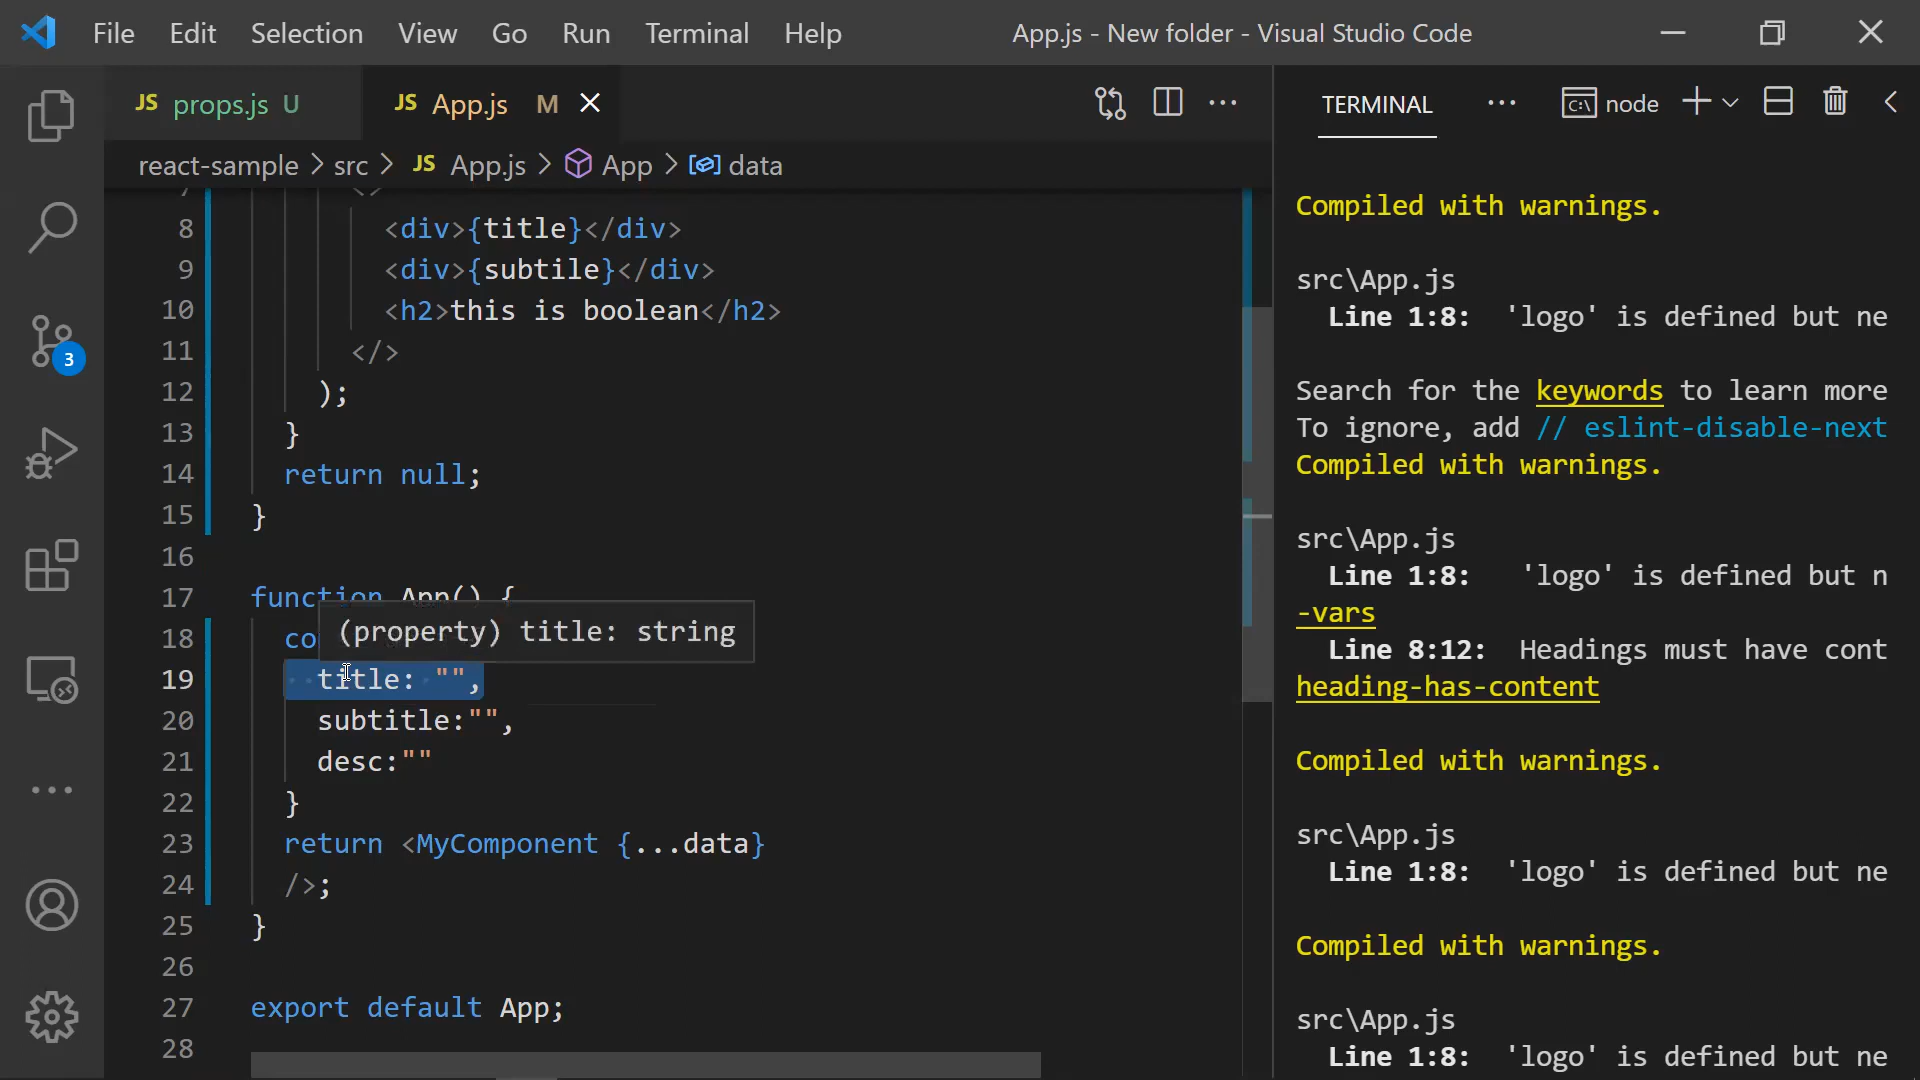 File Edit Selection View Go Run Terminal Help App.js - New folder - Visual Studio Code
JS props.js U JS App.js M
react-sample > src > JS App.js > App > data
7 <>
8 <div>{title}</div>
9 <div>{subtile}</div>
10 <h2>this is boolean</h2>
11 </>
12 );
13 }
14 return null;
15 }
16
17 function App() {
18 co
(property) title: string
19 title: "",
20 subtitle:"",
21 desc:""
22 }
23 return <MyComponent {...data}
24 />;
25 }
26
27 export default App;
28
3
TERMINAL ... node
Compiled with warnings.
src\App.js
Line 1:8: 'logo' is defined but ne
Search for the keywords to learn more
To ignore, add // eslint-disable-next
Compiled with warnings.
src\App.js
Line 1:8: 'logo' is defined but n
-vars
Line 8:12: Headings must have cont
heading-has-content
Compiled with warnings.
src\App.js
Line 1:8: 'logo' is defined but ne
Compiled with warnings.
src\App.js
Line 1:8: 'logo' is defined but ne